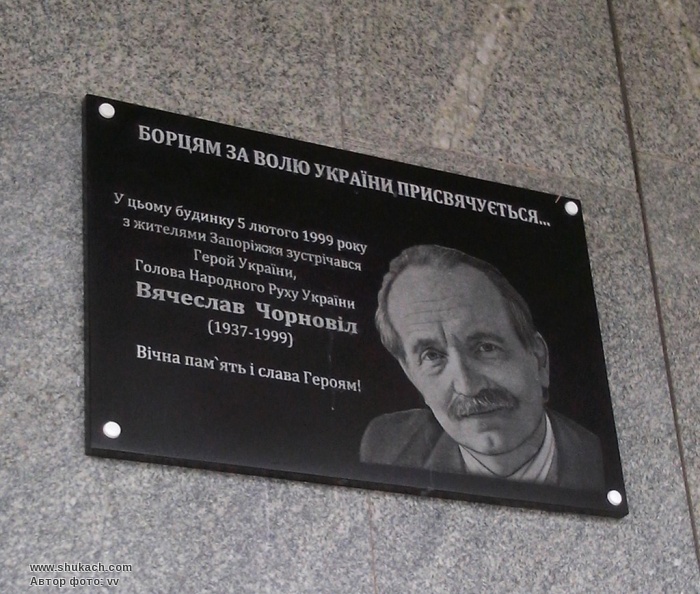 БОРЦЯМ ЗА ВОЛЮ УКРАЇНИ ПРИСВЯЧУЄТЬСЯ...
У цьому будинку 5 лютого 1999 року
з жителями Запоріжжя зустрічався
Герой України,
Голова Народного Руху України
Вячеслав Чорновіл
(1937-1999)
Вічна пам`ять і слава Героям!
www.shukach.com
Автор фото: vv